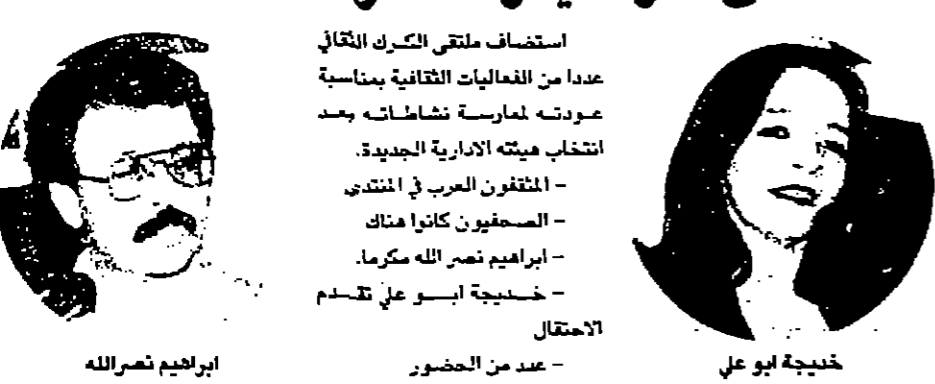 استضاف ملتقى الكرك الثقافي
عددا من الفعاليات الثقافية بمناسبة
عودته لممارسة نشاطاته بعد
انتخاب هيئته الادارية الجديدة.
– المثقفون العرب في المنتدى
– الصحفيون كانوا هناك
– ابراهيم نصر الله مكرما.
– خديجة ابو علي تقدم
الاحتفال
– عدد من الحضور
خديجة ابو علي
ابراهيم نصرالله